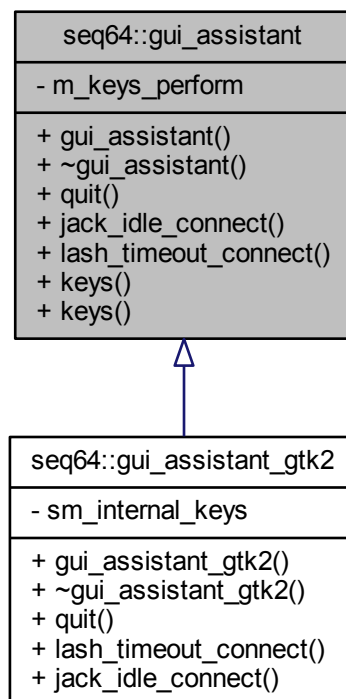 seq64::gui_assistant
- m_keys_perform
+ gui_assistant()
+ ~gui_assistant()
+ quit()
+ jack_idle_connect()
+ lash_timeout_connect()
+ keys()
+ keys()
seq64::gui_assistant_gtk2
- sm_internal_keys
+ gui_assistant_gtk2()
+ ~gui_assistant_gtk2()
+ quit()
+ lash_timeout_connect()
+ jack_idle_connect()